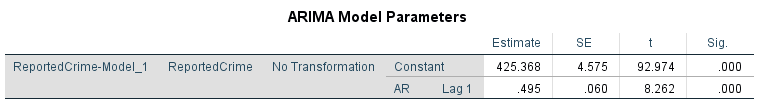 ARIMA Model Parameters
Estimate SE t Sig.
ReportedCrime-Model_1 ReportedCrime No Transformation Constant 425.368 4.575 92.974 .000
AR Lag 1 .495 .060 8.262 .000